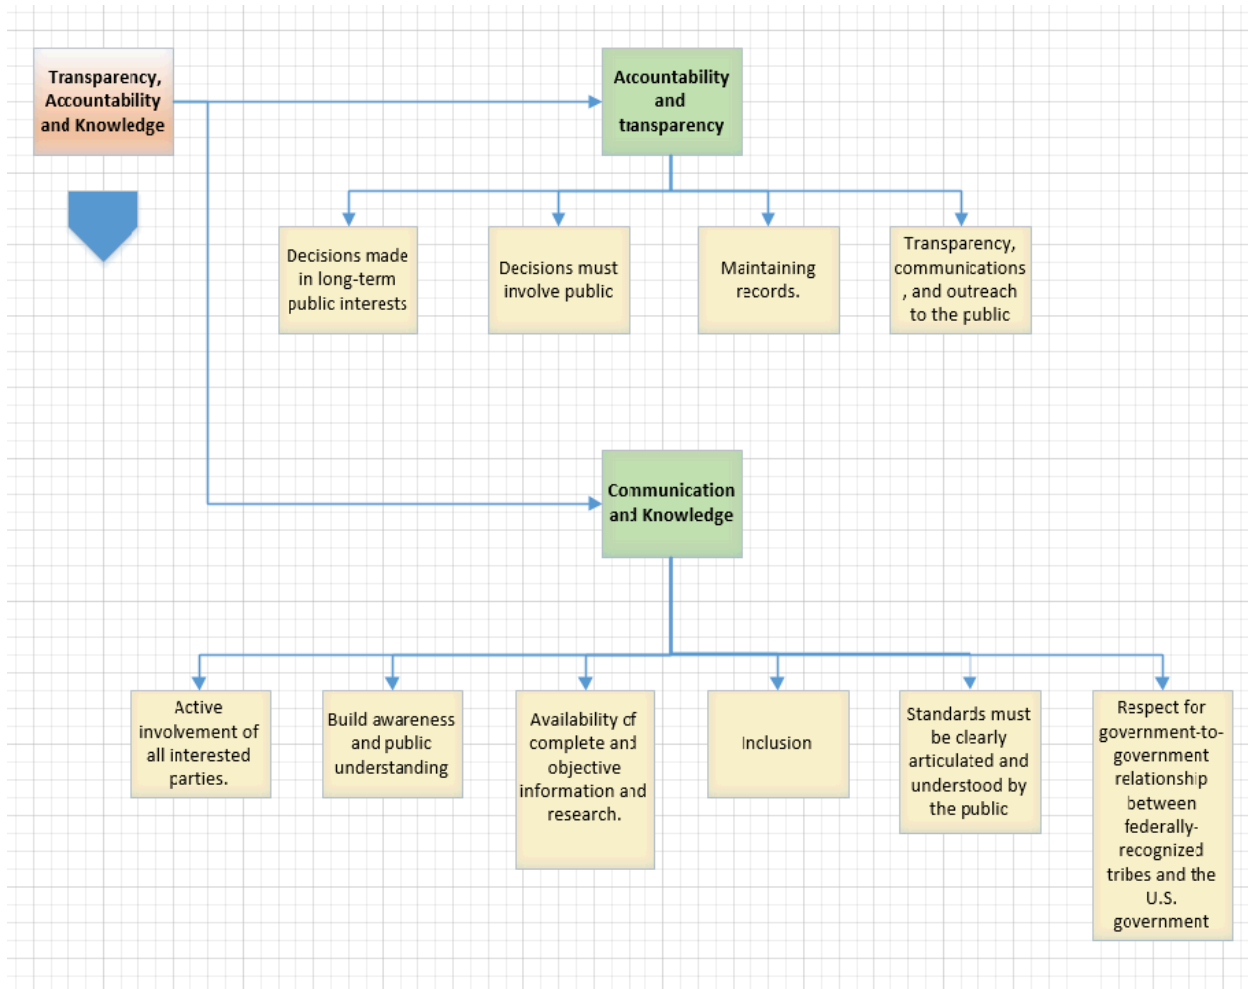 Transparency,
Accountability
and Knowledge
Accountability
and
transparency
Decisions made
in long-term
public interests
Decisions must
involve public
Maintaining
records.
Transparency,
communications
, and outreach
to the public
Communication
and Knowledge
Active
involvement of
all interested
parties.
Build awareness
and public
understanding
Availability of
complete and
objective
information and
research.
Inclusion
Standards must
be clearly
articulated and
understood by
the public
Respect for
government-to-
government
relationship
between
federally-
recognized
tribes and the
U.S.
government